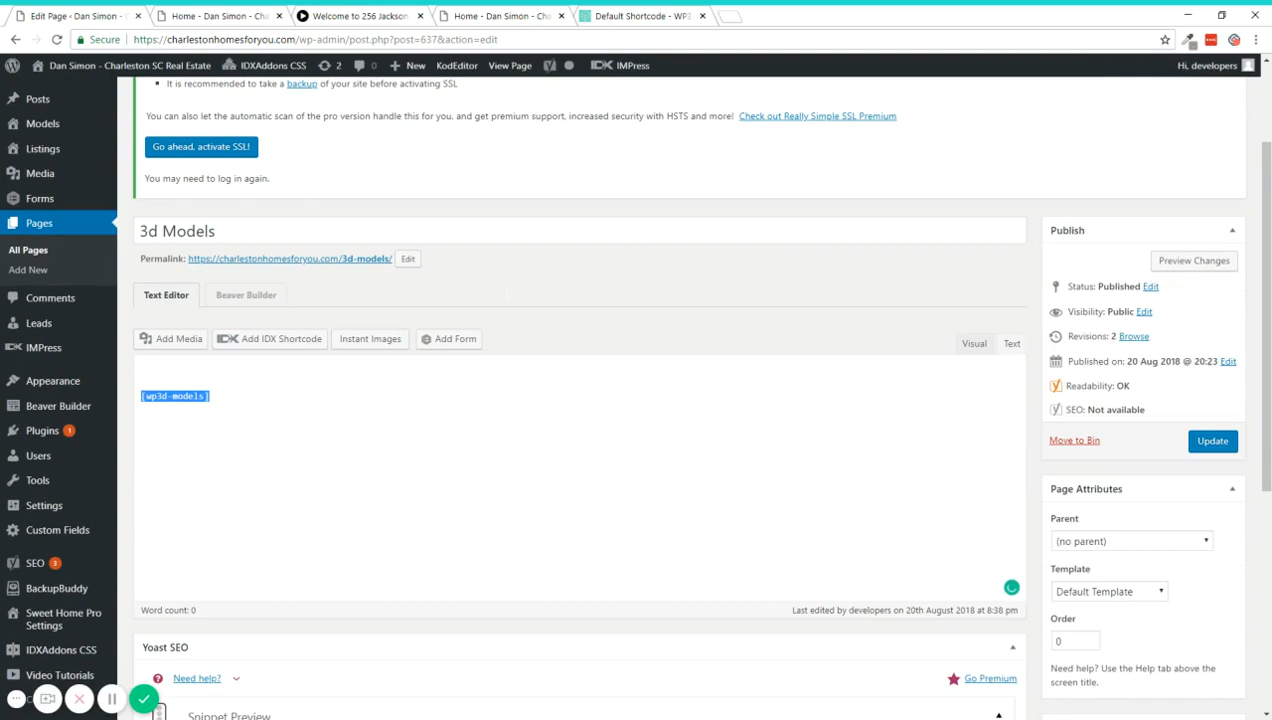 Edit Page ‹ Dan Simon - C
Home - Dan Simon - Cha
Welcome to 256 Jackson
Home - Dan Simon - Cha
Default Shortcode - WP3
Secure
https://charlestonhomesforyou.com/wp-admin/post.php?post=637&action=edit
Dan Simon – Charleston SC Real Estate
IDXAddons CSS
2
New
KodEditor
View Page
IDX IMPress
Hi, developers
Posts
Models
Listings
Media
Forms
Pages
All Pages
Add New
Comments
Leads
IMPress
Appearance
Beaver Builder
Plugins 1
Users
Tools
Settings
Custom Fields
SEO 3
BackupBuddy
Sweet Home Pro
Settings
IDXAddons CSS
Video Tutorials
It is recommended to take a backup of your site before activating SSL
You can also let the automatic scan of the pro version handle this for you, and get premium support, increased security with HSTS and more! Check out Really Simple SSL Premium
Go ahead, activate SSL!
You may need to log in again.
3d Models
Permalink: https://charlestonhomesforyou.com/3d-models/ Edit
Text Editor
Beaver Builder
Add Media
IDX Add IDX Shortcode
Instant Images
Add Form
Visual
Text
[wp3d-models]
Word count: 0
Last edited by developers on 20th August 2018 at 8:38 pm
Yoast SEO
Need help?
Go Premium
Snippet Preview
Publish
Preview Changes
Status: Published Edit
Visibility: Public Edit
Revisions: 2 Browse
Published on: 20 Aug 2018 @ 20:23 Edit
Readability: OK
SEO: Not available
Move to Bin
Update
Page Attributes
Parent
(no parent)
Template
Default Template
Order
0
Need help? Use the Help tab above the
screen title.